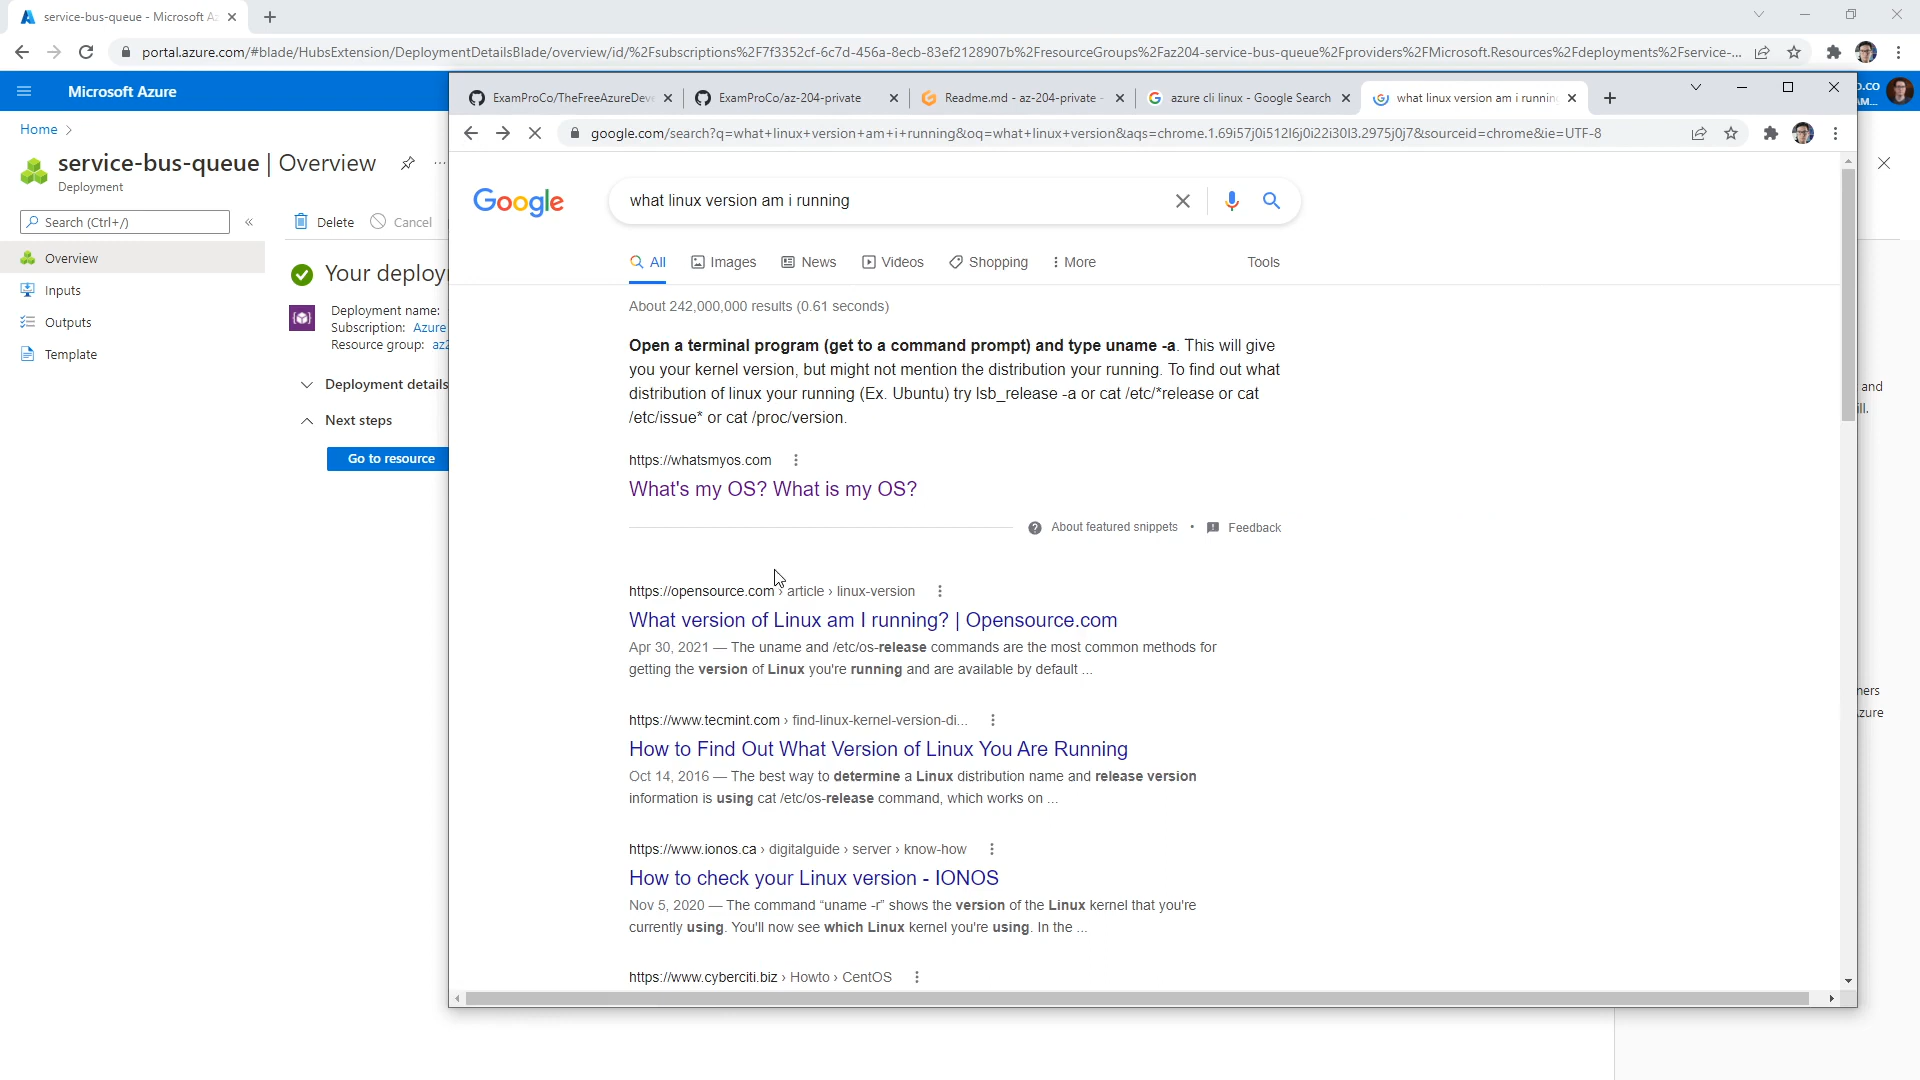 service-bus-queue - Microsoft A
portal.azure.com/#blade/HubsExtension/DeploymentDetailsBlade/overview/id/%2Fsubscriptions%2F7f3352cf-6c7d-456a-8ecb-83ef2128907b%2FresourceGroups%2Faz204-service-bus-queue%2Fproviders%2FMicrosoft.Resources%2Fdeployments%2Fservice-...
Microsoft Azure
Home
service-bus-queue | Overview
Deployment
Search (Ctrl+/)
«
Delete
Cancel
Overview
Inputs
Outputs
Template
Your deploy
Deployment name:
Subscription: Azure
Resource group: az2
Deployment details
Next steps
Go to resource
ExamProCo/TheFreeAzureDeve
ExamProCo/az-204-private
Readme.md - az-204-private -
azure cli linux - Google Search
what linux version am i runnin
google.com/search?q=what+linux+version+am+i+running&oq=what+linux+version&aqs=chrome.1.69i57j0i512l6j0i22i30l3.2975j0j7&sourceid=chrome&ie=UTF-8
Google
what linux version am i running
All
Images
News
Videos
Shopping
More
Tools
About 242,000,000 results (0.61 seconds)
Open a terminal program (get to a command prompt) and type uname -a. This will give
you your kernel version, but might not mention the distribution your running. To find out what
distribution of linux your running (Ex. Ubuntu) try lsb_release -a or cat /etc/*release or cat
/etc/issue* or cat /proc/version.
https://whatsmyos.com
What's my OS? What is my OS?
About featured snippets • Feedback
https://opensource.com › article › linux-version
What version of Linux am I running? | Opensource.com
Apr 30, 2021 — The uname and /etc/os-release commands are the most common methods for
getting the version of Linux you're running and are available by default ...
https://www.tecmint.com › find-linux-kernel-version-di...
How to Find Out What Version of Linux You Are Running
Oct 14, 2016 — The best way to determine a Linux distribution name and release version
information is using cat /etc/os-release command, which works on ...
https://www.ionos.ca › digitalguide › server › know-how
How to check your Linux version - IONOS
Nov 5, 2020 — The command “uname -r” shows the version of the Linux kernel that you're
currently using. You'll now see which Linux kernel you're using. In the ...
https://www.cyberciti.biz › Howto › CentOS
o.co
AM...
and
ill.
ners
zure